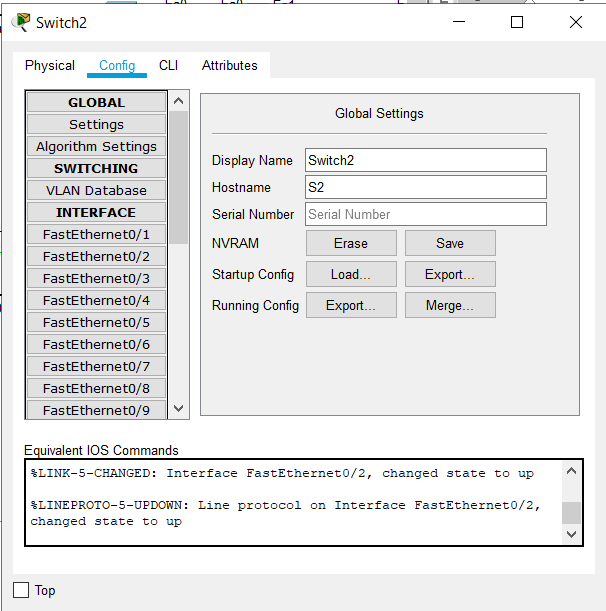 Switch2
Physical Config CLI Attributes
GLOBAL
Settings
Algorithm Settings
SWITCHING
VLAN Database
INTERFACE
FastEthernet0/1
FastEthernet0/2
FastEthernet0/3
FastEthernet0/4
FastEthernet0/5
FastEthernet0/6
FastEthernet0/7
FastEthernet0/8
FastEthernet0/9
Global Settings
Display Name Switch2
Hostname S2
Serial Number Serial Number
NVRAM Erase Save
Startup Config Load... Export...
Running Config Export... Merge...
Equivalent IOS Commands
%LINK-5-CHANGED: Interface FastEthernet0/2, changed state to up
%LINEPROTO-5-UPDOWN: Line protocol on Interface FastEthernet0/2,
changed state to up
Top